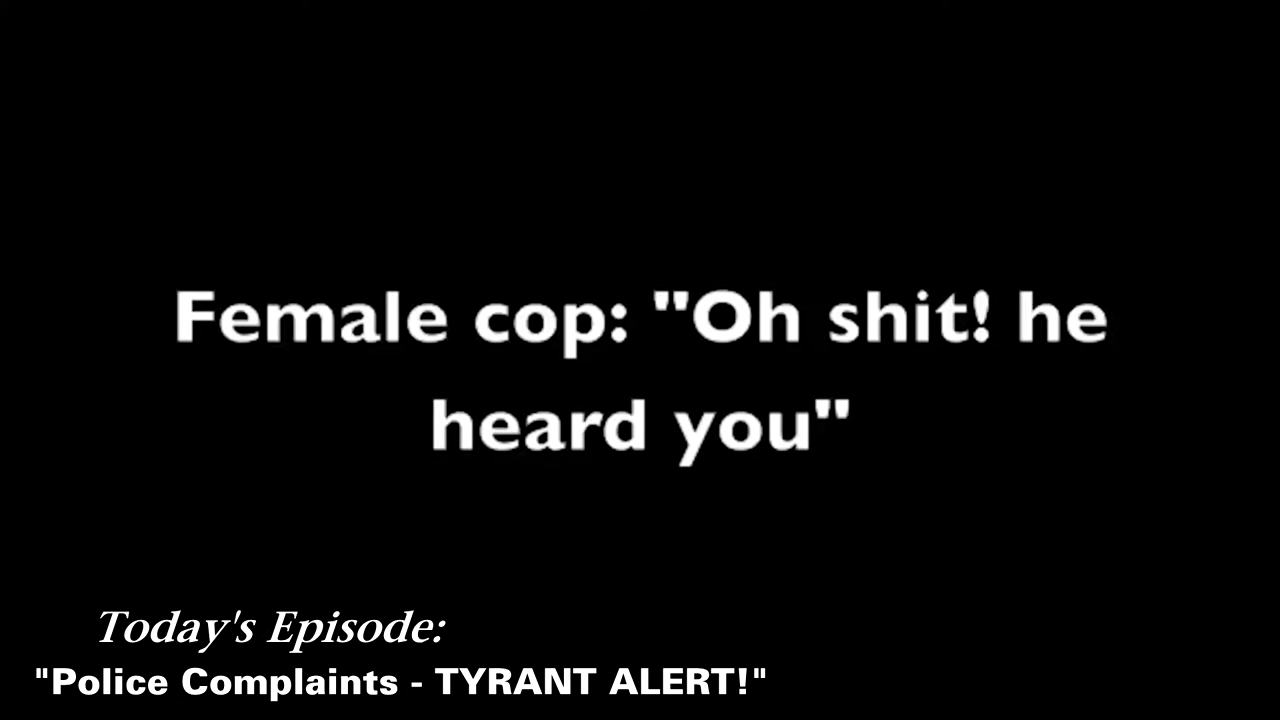 Female cop: "Oh shit! he
heard you"
Today's Episode:
"Police Complaints - TYRANT ALERT!"